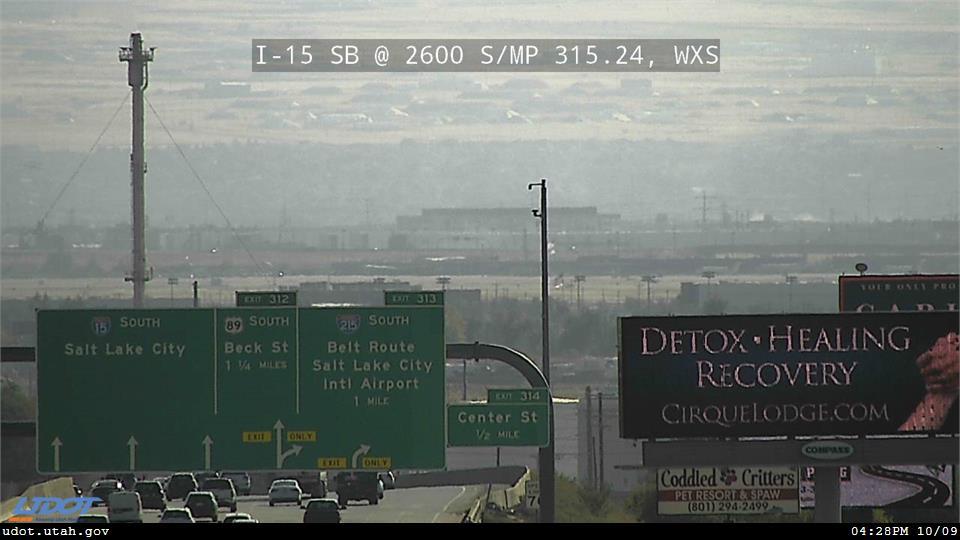 I-15 SB @ 2600 S/MP 315.24, WXS
EXIT 312
EXIT 313
15 SOUTH
Salt Lake City
89 SOUTH
Beck St
1 ¼ MILES
215 SOUTH
Belt Route
Salt Lake City
Intl Airport
1 MILE
EXIT ONLY
EXIT ONLY
EXIT 314
Center St
½ MILE
YOUR ONLY PRO
DETOX • HEALING
RECOVERY
CIRQUELODGE.COM
COMPASS
Coddled Critters
PET RESORT & SPAW
(801) 294-2499
UDOT
udot.utah.gov
04:28PM 10/09